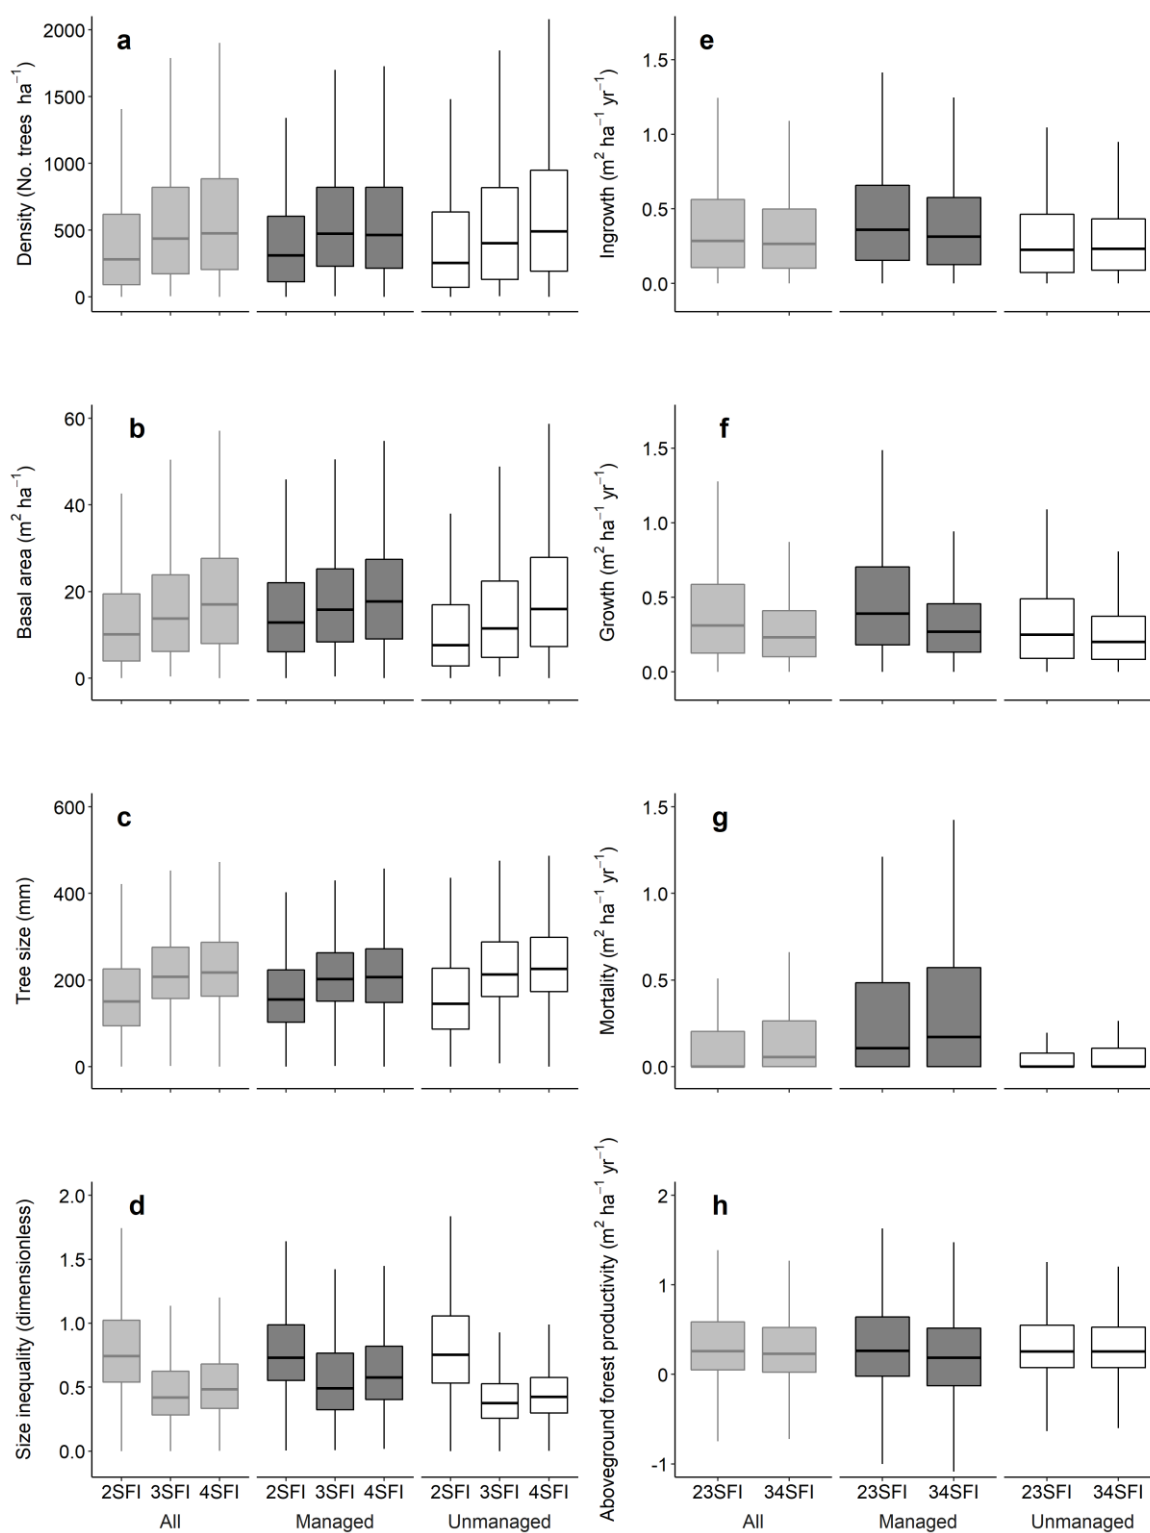 a
Density (No. trees ha⁻¹)
2000
1500
1000
500
0
e
Ingrowth (m² ha⁻¹ yr⁻¹)
1.5
1.0
0.5
0.0
b
Basal area (m² ha⁻¹)
60
40
20
0
f
Growth (m² ha⁻¹ yr⁻¹)
1.5
1.0
0.5
0.0
c
Tree size (mm)
600
400
200
0
g
Mortality (m² ha⁻¹ yr⁻¹)
1.5
1.0
0.5
0.0
d
Size inequality (dimensionless)
2.0
1.5
1.0
0.5
0.0
2SFI 3SFI 4SFI 2SFI 3SFI 4SFI 2SFI 3SFI 4SFI
All Managed Unmanaged
h
Aboveground forest productivity (m² ha⁻¹ yr⁻¹)
2
1
0
-1
23SFI 34SFI 23SFI 34SFI 23SFI 34SFI
All Managed Unmanaged